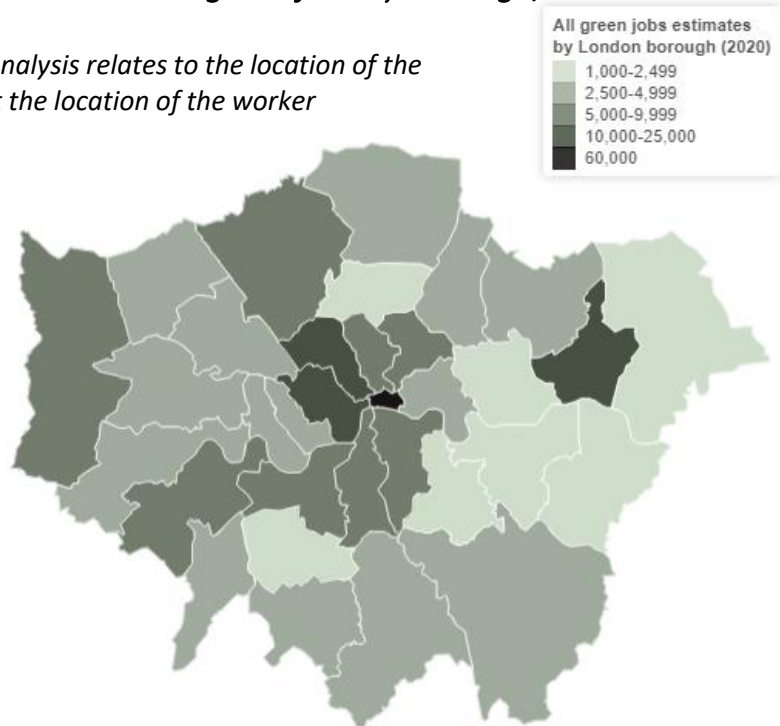 All green jobs estimates
by London borough (2020)
1,000-2,499
2,500-4,999
5,000-9,999
10,000-25,000
60,000
nalysis relates to the location of the
the location of the worker